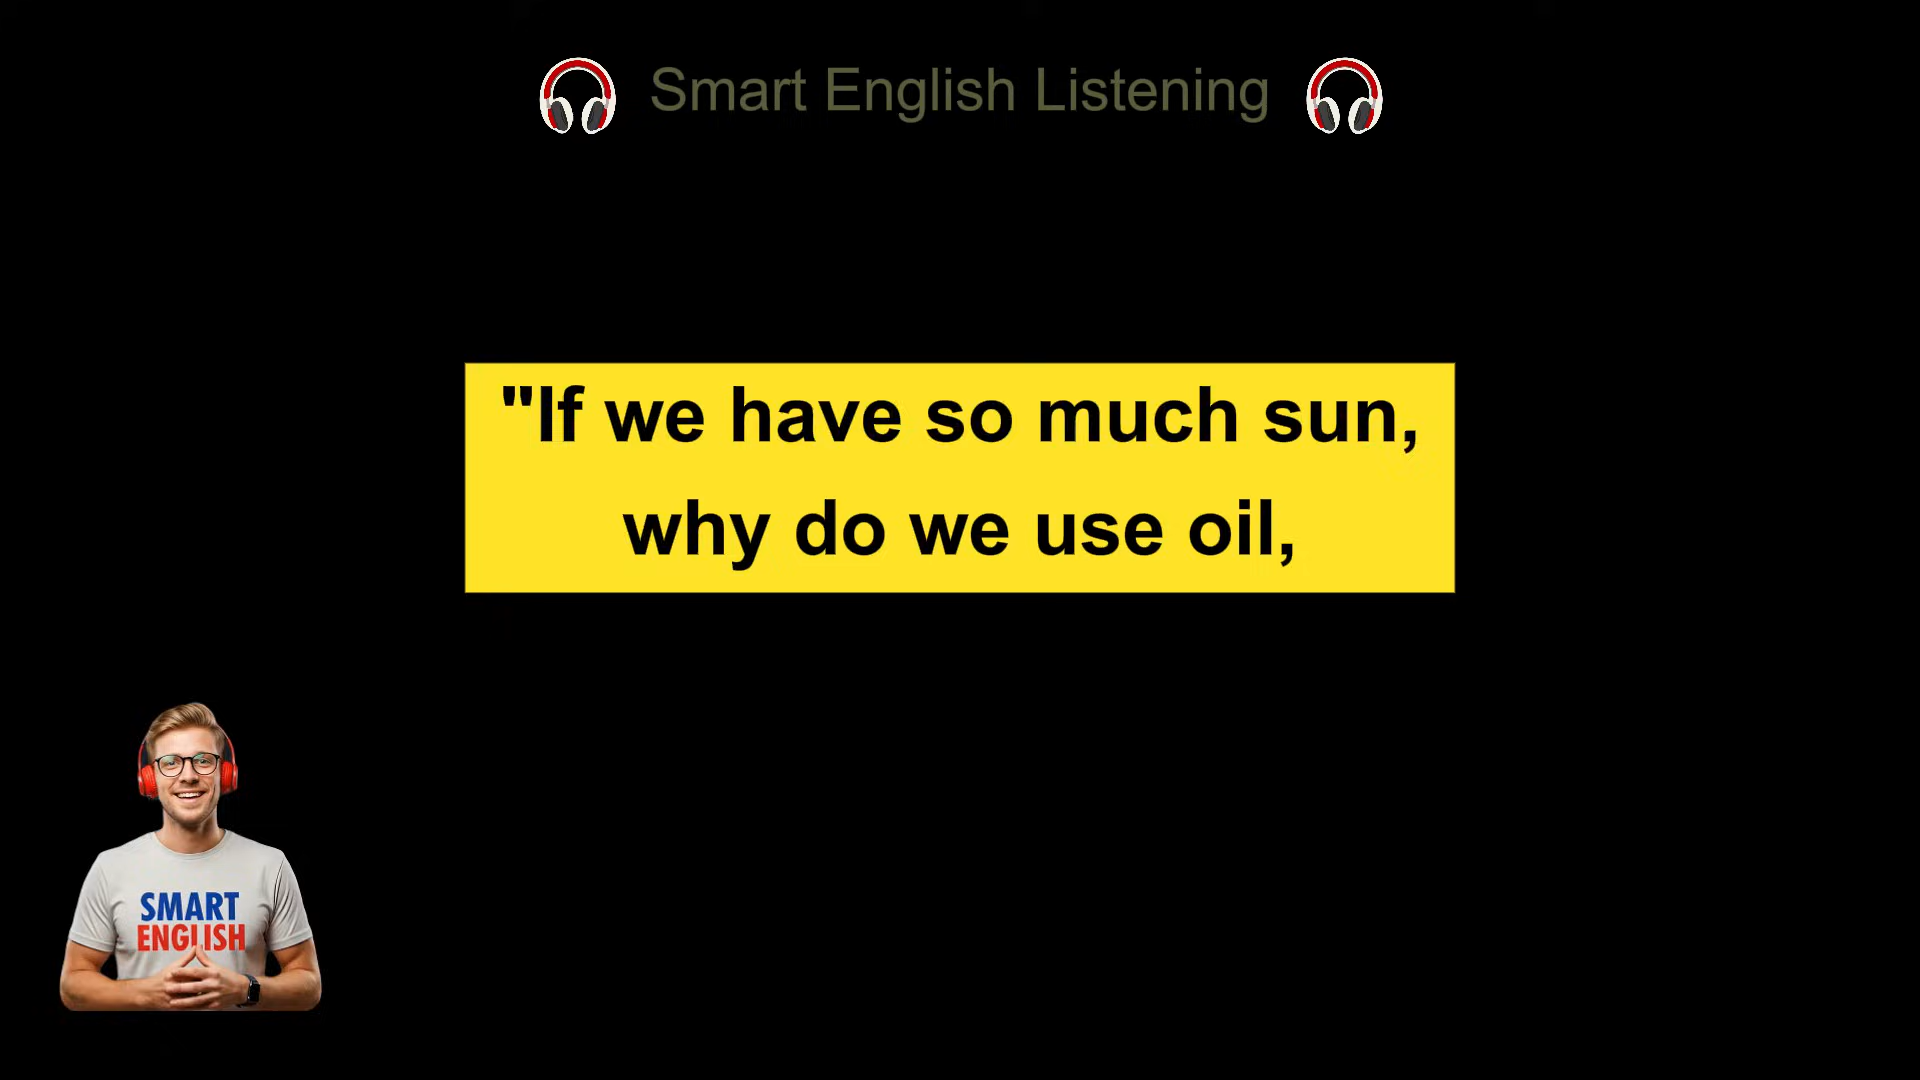 Smart English Listening
"If we have so much sun,
why do we use oil,
SMART
ENGLISH